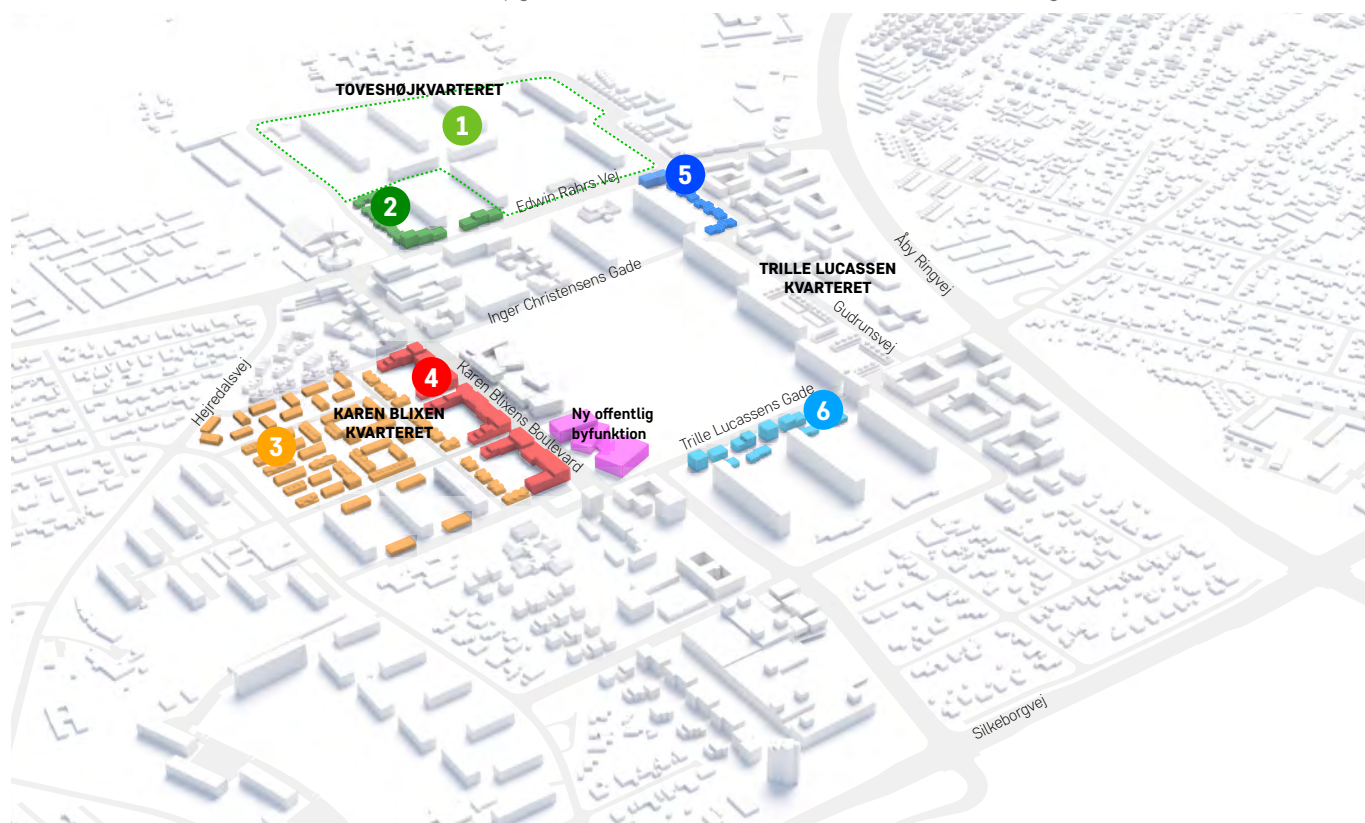 TOVESHØJKVARTERET
1
2
Edwin Rahrs Vej
5
Åby Ringvej
TRILLE LUCASSEN
KVARTERET
Inger Christensens Gade
Gudrunsvej
Hejredalsvej
4
Karen Blixens Boulevard
KAREN BLIXEN
KVARTERET
3
Ny offentlig
byfunktion
Trille Lucassens Gade
6
Silkeborgvej